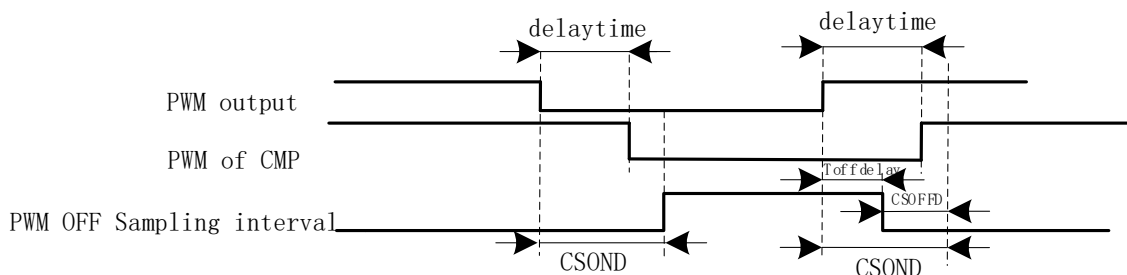 delaytime
delaytime
PWM output
PWM of CMP
Toffdelay
CSOFFD
PWM OFF Sampling interval
CSOND
CSOND